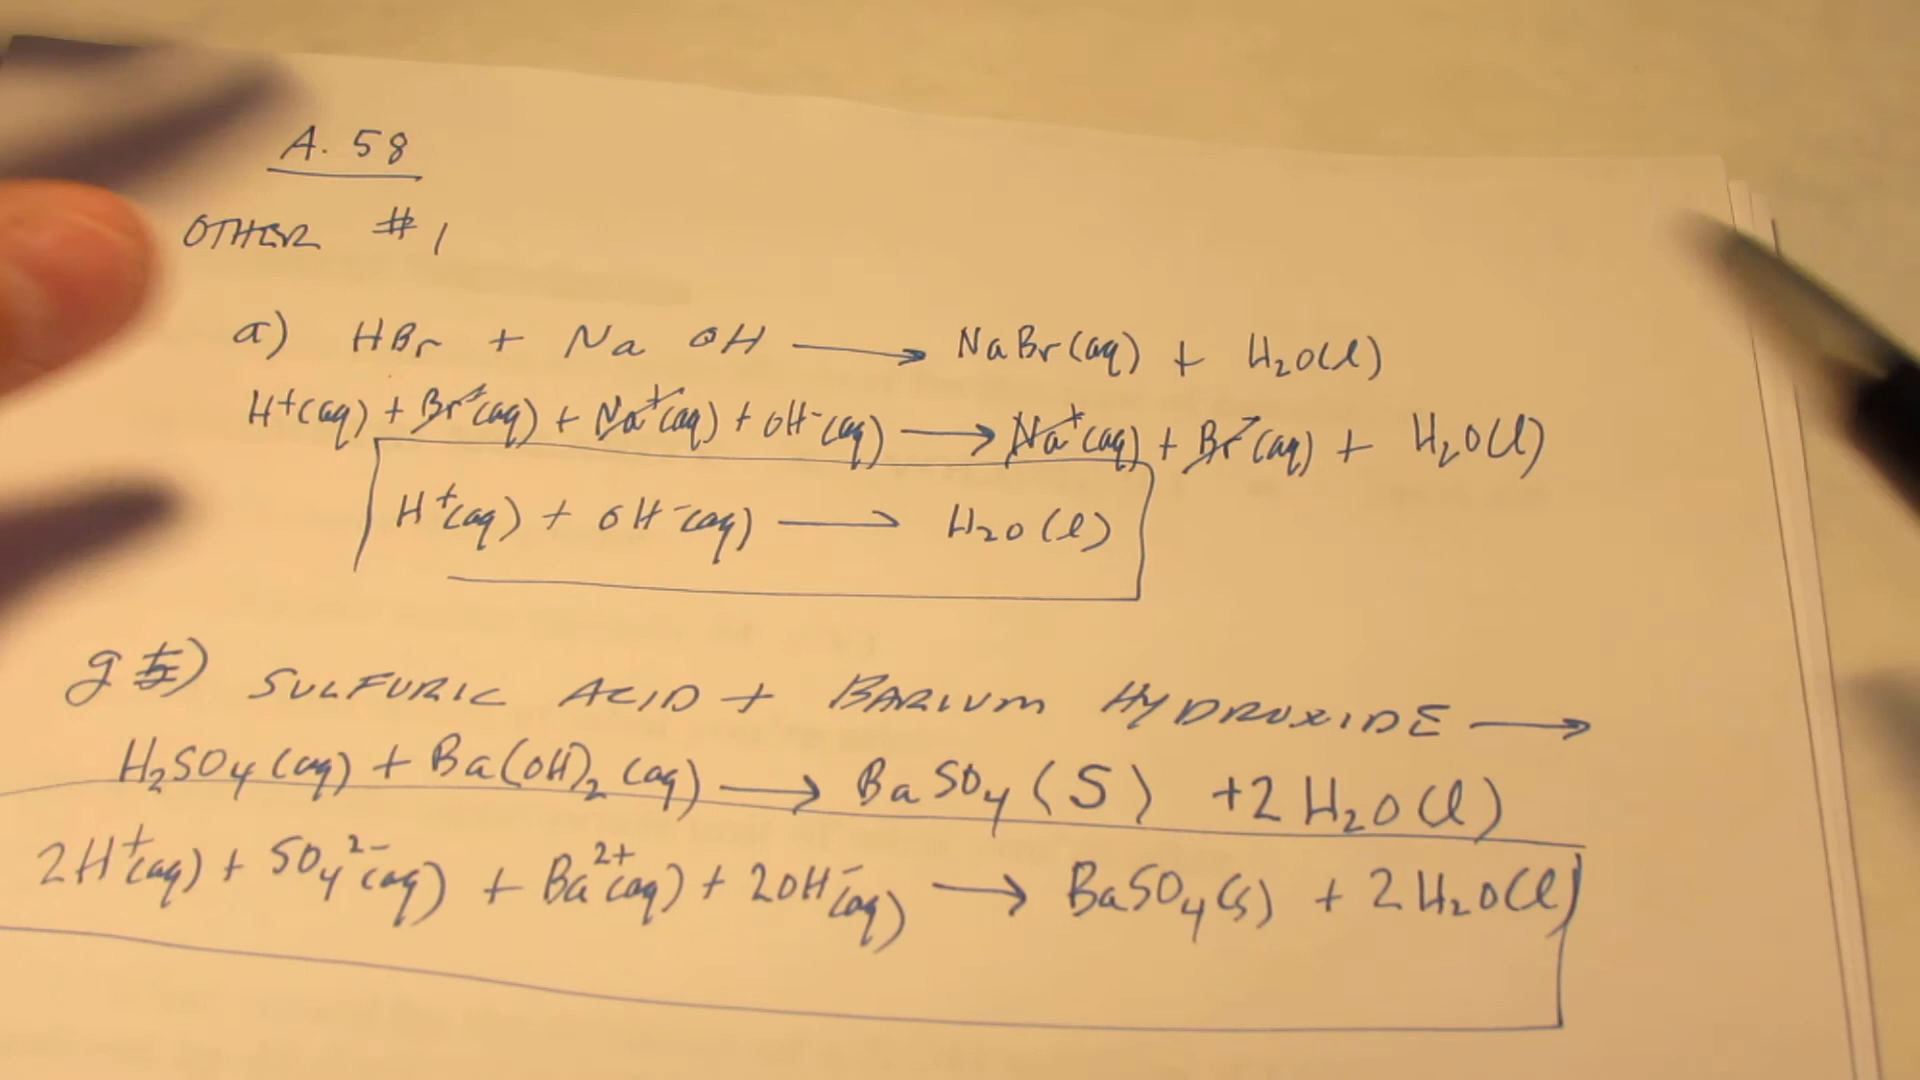 A. 58
OTHER #1
a) HBr + Na OH ⟶ NaBr(aq) + H₂O(l)
H⁺(aq) + Br⁻(aq) + Na⁺(aq) + OH⁻(aq) ⟶ Na⁺(aq) + Br⁻(aq) + H₂O(l)
H⁺(aq) + OH⁻(aq) ⟶ H₂O(l)
g) SULFURIC ACID + BARIUM HYDROXIDE ⟶
H₂SO₄(aq) + Ba(OH)₂(aq) ⟶ BaSO₄(S) + 2H₂O(l)
2H⁺(aq) + SO₄²⁻(aq) + Ba²⁺(aq) + 2OH⁻(aq) ⟶ BaSO₄(s) + 2H₂O(l)